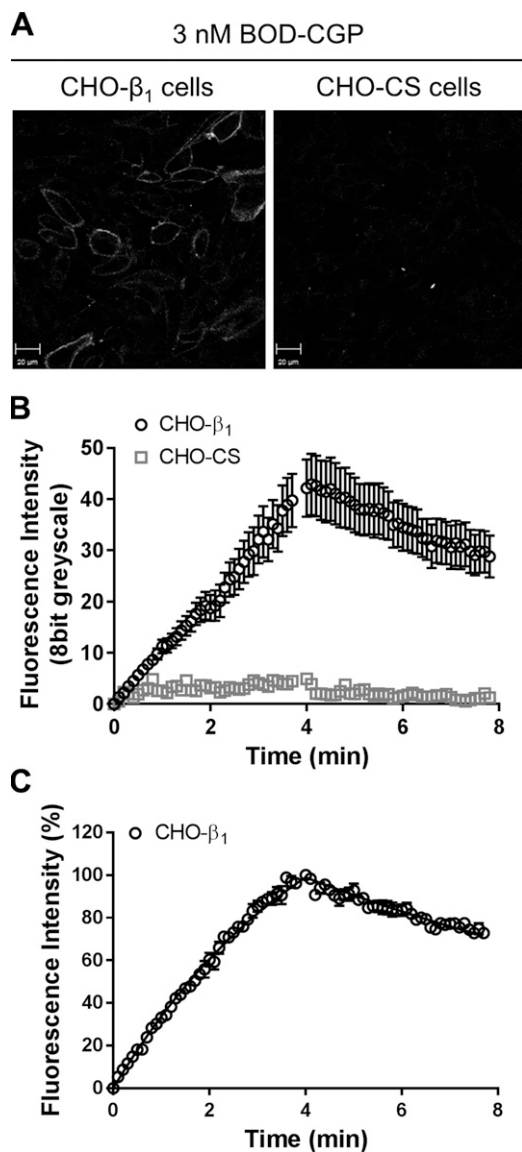 A
3 nM BOD-CGP
CHO-β₁ cells CHO-CS cells
20 µm 20 µm
B
CHO-β₁
CHO-CS
Fluorescence Intensity
(8bit greyscale)
50
40
30
20
10
0
0 2 4 6 8
Time (min)
C
CHO-β₁
Fluorescence Intensity (%)
120
100
80
60
40
20
0
0 2 4 6 8
Time (min)